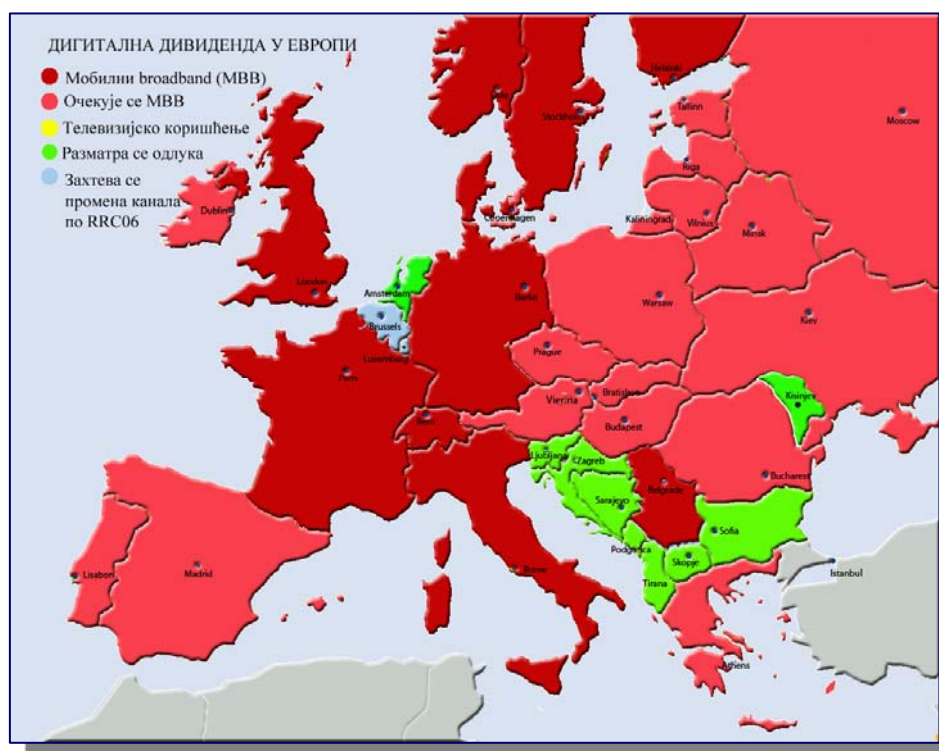 ДИГИТАЛНА ДИВИДЕНДА У ЕВРОПИ
Мобилни broadband (MBB)
Очекује се MBB
Телевизијско коришћење
Разматра се одлука
Захтева се
промена канала
по RRC06
Helsinki
Oslo
Stockholm
Tallinn
Moscow
Riga
Copenhagen
Kaliningrad
Vilnius
Minsk
Dublin
London
Amsterdam
Berlin
Warsaw
Brussels
Kiev
Luxemburg
Prague
Paris
Vienna
Bratislava
Kisinjev
Bern
Budapest
Ljubljana
Zagreb
Belgrade
Bucharest
Sarajevo
Sofia
Podgorica
Skopje
Rome
Istanbul
Lisabon
Madrid
Tirana
Athens